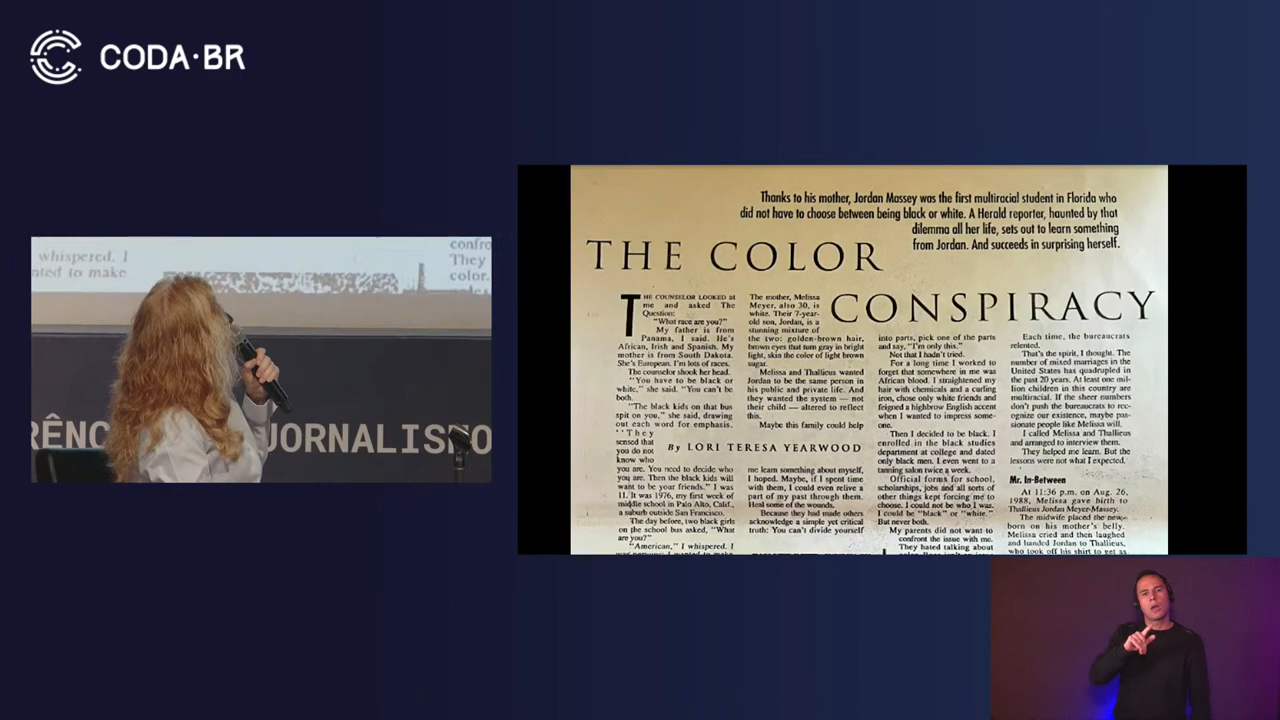 CODA·BR
whispered. I
nted to make
confro
They
color.
RÊNC
JORNALISMO
Thanks to his mother, Jordan Massey was the first multiracial student in Florida who
did not have to choose between being black or white. A Herald reporter, haunted by that
dilemma all her life, sets out to learn something
from Jordan. And succeeds in surprising herself.
THE COLOR
CONSPIRACY
THE COUNSELOR LOOKED at
me and asked The
Question:
"What race are you?"
My father is from
Panama, I said. He's
African, Irish and Spanish. My
mother is from South Dakota.
She's European. I'm lots of races.
The counselor shook her head.
"You have to be black or
white," she said. "You can't be
both.
"The black kids on that bus
spit on you," she said, drawing
out each word for emphasis.
"They
sensed that
you do not
know who
you are. You need to decide who
you are. Then the black kids will
want to be your friends." I was
11. It was 1976, my first week of
middle school in Palo Alto, Calif.,
a suburb outside San Francisco.
The day before, two black girls
on the school bus asked, "What
are you?"
"American," I whispered. I
The mother, Melissa
Meyer, also 30, is
white. Their 7-year-
old son, Jordan, is a
stunning mixture of
the two: golden-brown hair,
brown eyes that turn gray in bright
light, skin the color of light brown
sugar.
Melissa and Thallieus wanted
Jordan to be the same person in
his public and private life. And
they wanted the system — not
their child — altered to reflect
this.
Maybe this family could help
By LORI TERESA YEARWOOD
me learn something about myself,
I hoped. Maybe, if I spent time
with them, I could even relive a
part of my past through them.
Heal some of the wounds.
Because they had made others
acknowledge a simple yet critical
truth: You can't divide yourself
into parts, pick one of the parts
and say, "I'm only this."
Not that I hadn't tried.
For a long time I worked to
forget that somewhere in me was
African blood. I straightened my
hair with chemicals and a curling
iron, chose only white friends and
feigned a highbrow English accent
when I wanted to impress some-
one.
Then I decided to be black. I
enrolled in the black studies
department at college and dated
only black men. I even went to a
tanning salon twice a week.
Official forms for school,
scholarships, jobs and all sorts of
other things kept forcing me to
choose. I could not be who I was.
I could be "black" or "white."
But never both.
My parents did not want to
confront the issue with me.
They hated talking about
Each time, the bureaucrats
relented.
That's the spirit, I thought. The
number of mixed marriages in the
United States has quadrupled in
the past 20 years. At least one mil-
lion children in this country are
multiracial. If the sheer numbers
don't push the bureaucrats to rec-
ognize our existence, maybe pas-
sionate people like Melissa will.
I called Melissa and Thallieus
and arranged to interview them.
They helped me learn. But the
lessons were not what I expected.
Mr. In-Between
At 11:36 p.m. on Aug. 26,
1988, Melissa gave birth to
Thallieus Jordan Meyer-Massey.
The midwife placed the new-
born on his mother's belly.
Melissa cried and then laughed
and handed Jordan to Thallieus,
who took off his shirt to get as